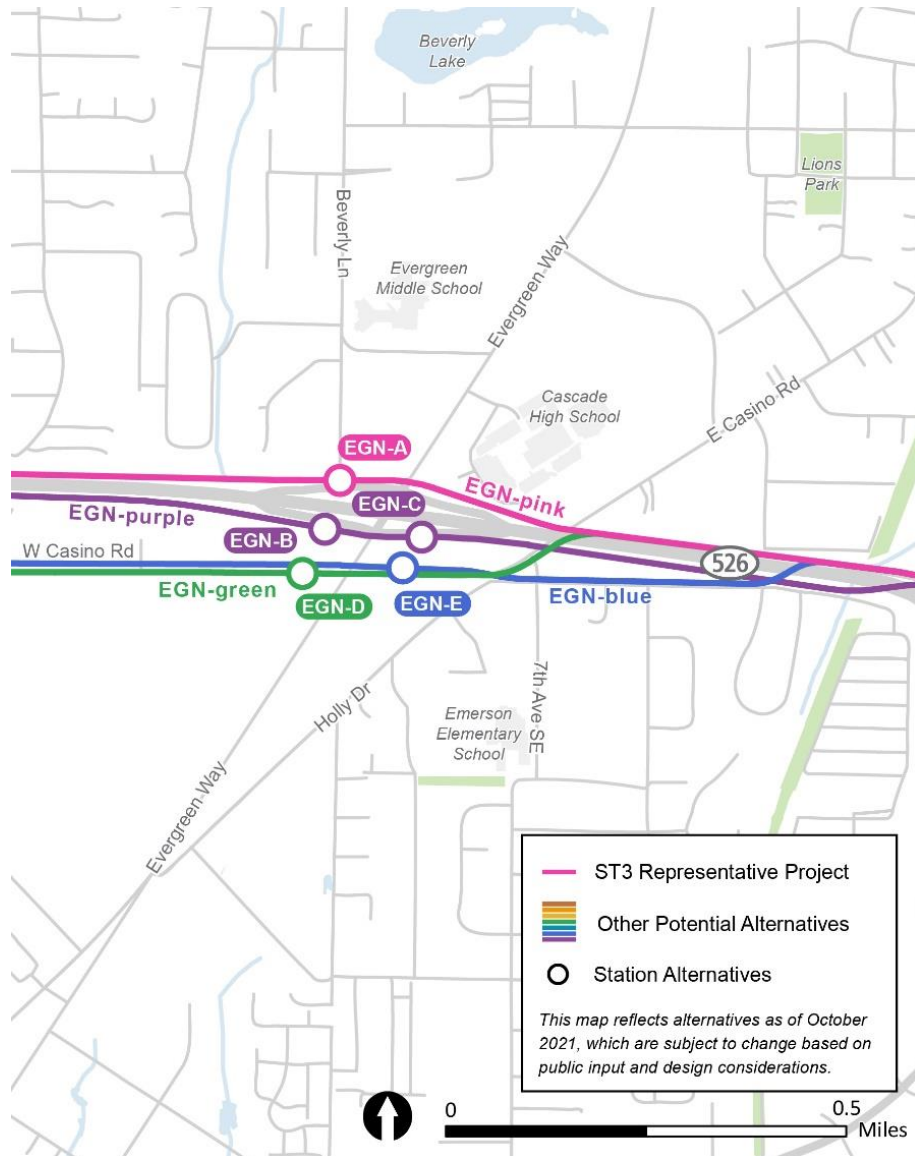 Beverly
Lake
Lions
Park
Beverly Ln
Evergreen Way
Evergreen
Middle School
Cascade
High School
E Casino Rd
EGN-A
EGN-pink
EGN-C
EGN-purple
EGN-B
W Casino Rd
526
EGN-green
EGN-blue
EGN-D
EGN-E
Holly Dr
7th Ave SE
Emerson
Elementary
School
Evergreen Way
ST3 Representative Project
Other Potential Alternatives
Station Alternatives
This map reflects alternatives as of October
2021, which are subject to change based on
public input and design considerations.
0
0.5
Miles